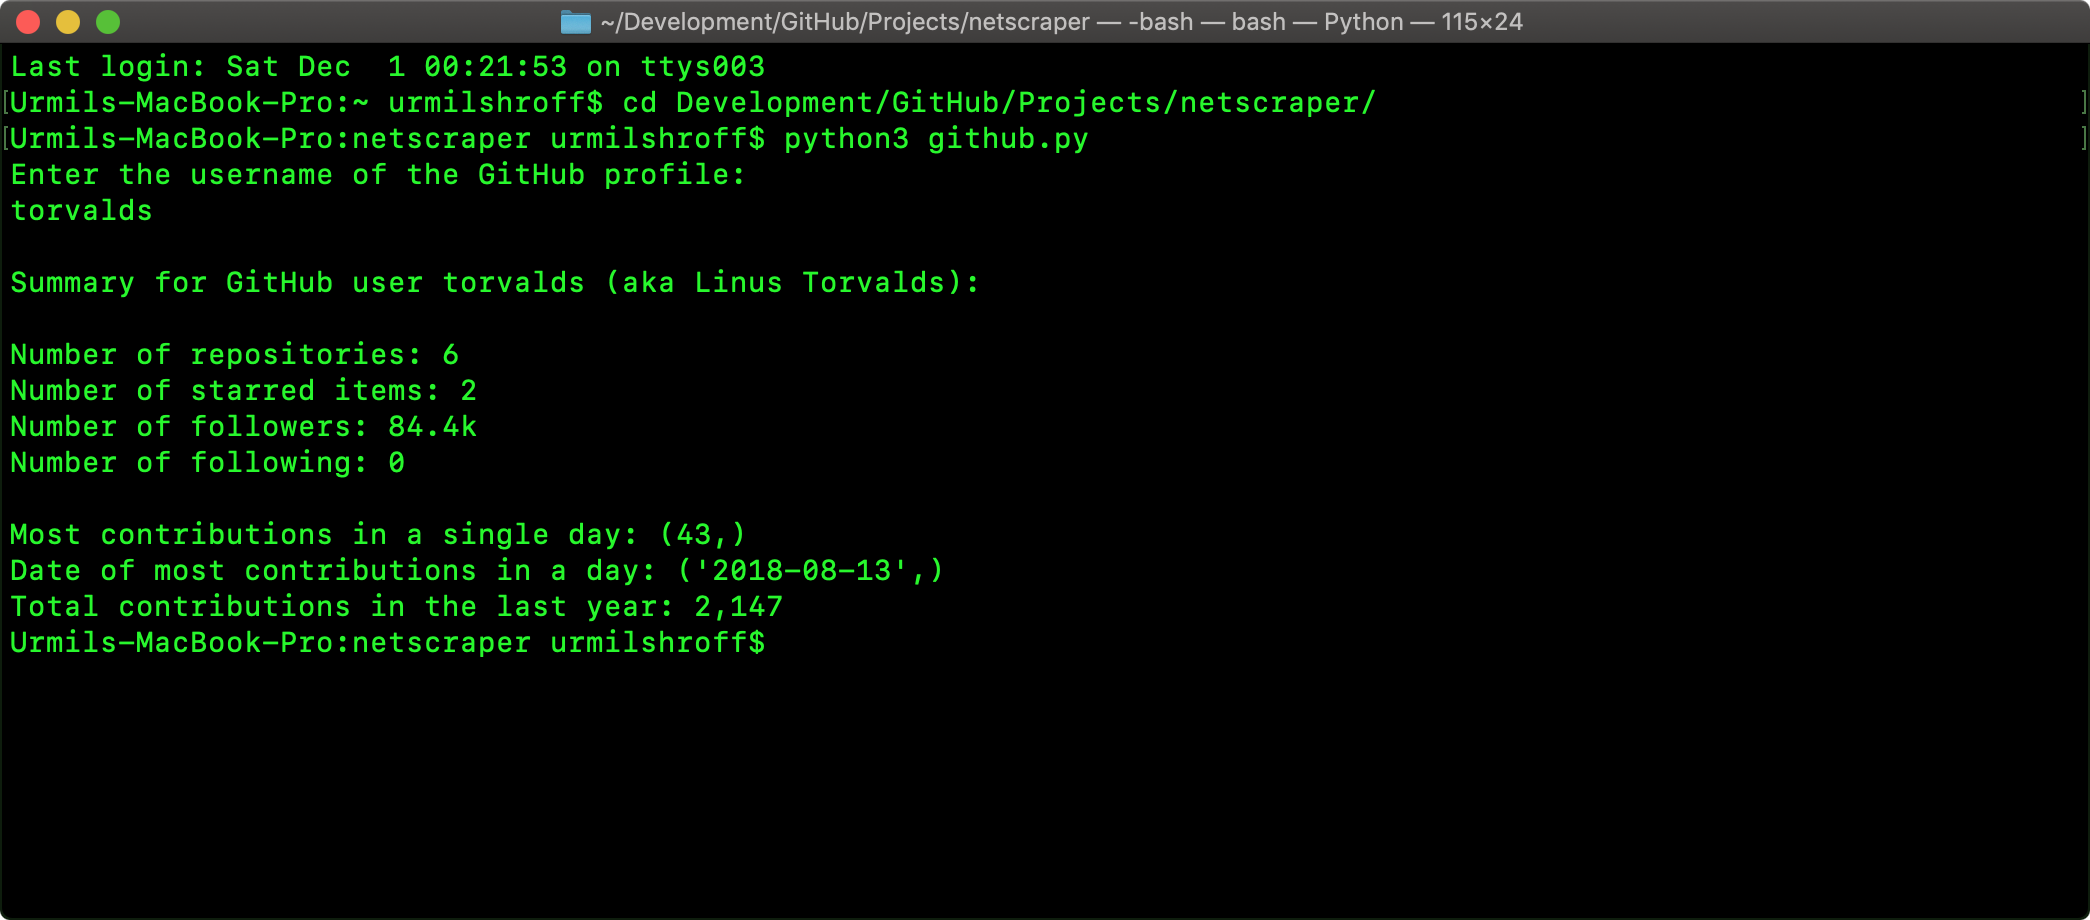 ~/Development/GitHub/Projects/netscraper — -bash — bash — Python — 115×24
Last login: Sat Dec  1 00:21:53 on ttys003
[Urmils-MacBook-Pro:~ urmilshroff$ cd Development/GitHub/Projects/netscraper/ ]
[Urmils-MacBook-Pro:netscraper urmilshroff$ python3 github.py ]
Enter the username of the GitHub profile:
torvalds
Summary for GitHub user torvalds (aka Linus Torvalds):
Number of repositories: 6
Number of starred items: 2
Number of followers: 84.4k
Number of following: 0
Most contributions in a single day: (43,)
Date of most contributions in a day: ('2018-08-13',)
Total contributions in the last year: 2,147
Urmils-MacBook-Pro:netscraper urmilshroff$